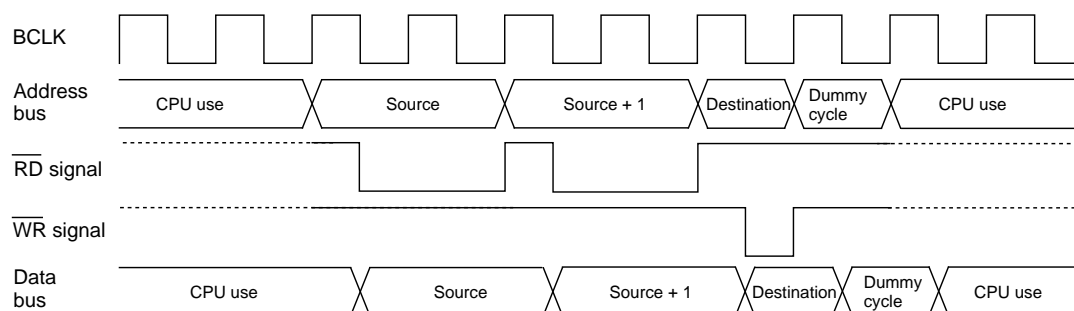 BCLK
Address
bus
CPU use
Source
Source + 1
Destination
Dummy
cycle
CPU use
RD signal
WR signal
Data
bus
CPU use
Source
Source + 1
Destination
Dummy
cycle
CPU use